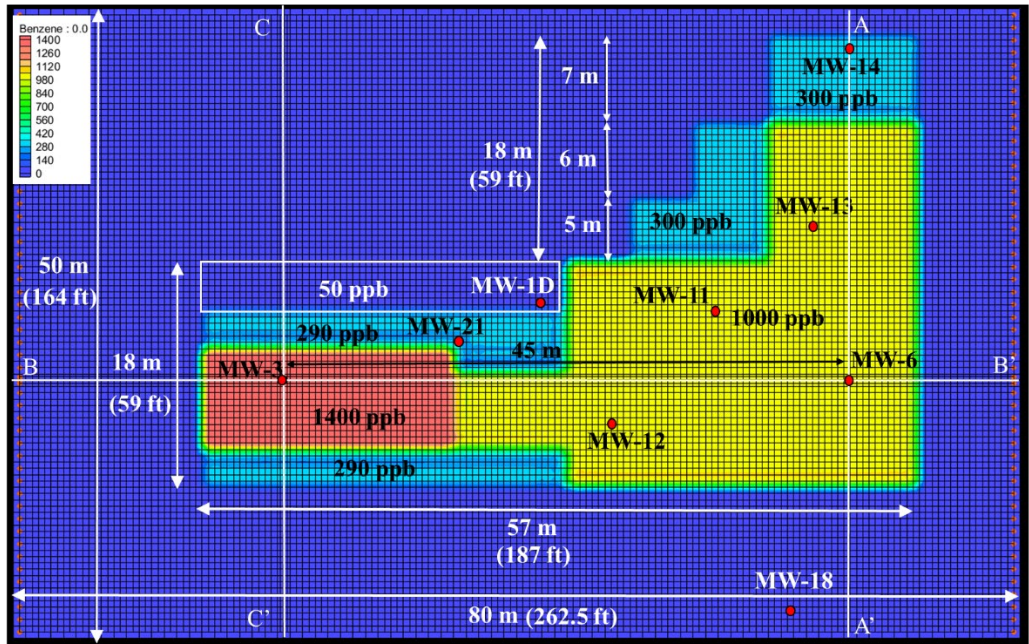 Benzene : 0.0
1400
1260
1120
980
840
700
560
420
280
140
0
C
A
7 m
MW-14
300 ppb
18 m
(59 ft)
6 m
MW-13
5 m
300 ppb
50 m
(164 ft)
50 ppb
MW-1D
MW-11
1000 ppb
290 ppb
MW-21
45 m
B
18 m
(59 ft)
MW-3
MW-6
B'
1400 ppb
MW-12
290 ppb
57 m
(187 ft)
MW-18
C'
80 m (262.5 ft)
A'